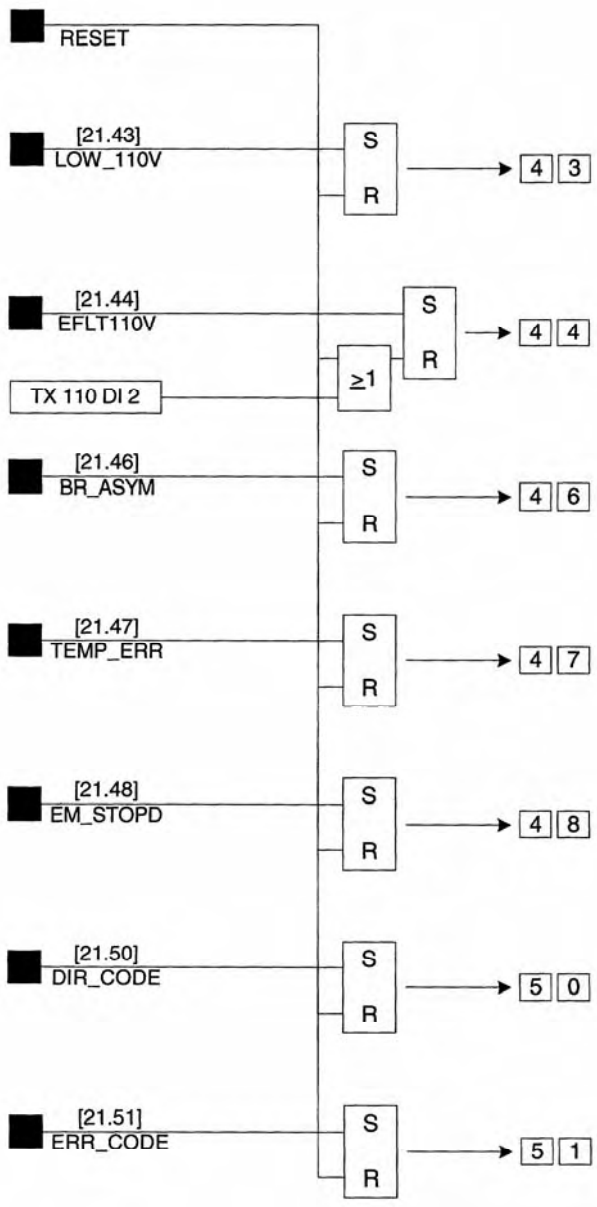 RESET
[21.43]
LOW_110V
S
R
4 3
[21.44]
EFLT110V
S
R
≥1
4 4
TX 110 DI 2
[21.46]
BR_ASYM
S
R
4 6
[21.47]
TEMP_ERR
S
R
4 7
[21.48]
EM_STOPD
S
R
4 8
[21.50]
DIR_CODE
S
R
5 0
[21.51]
ERR_CODE
S
R
5 1